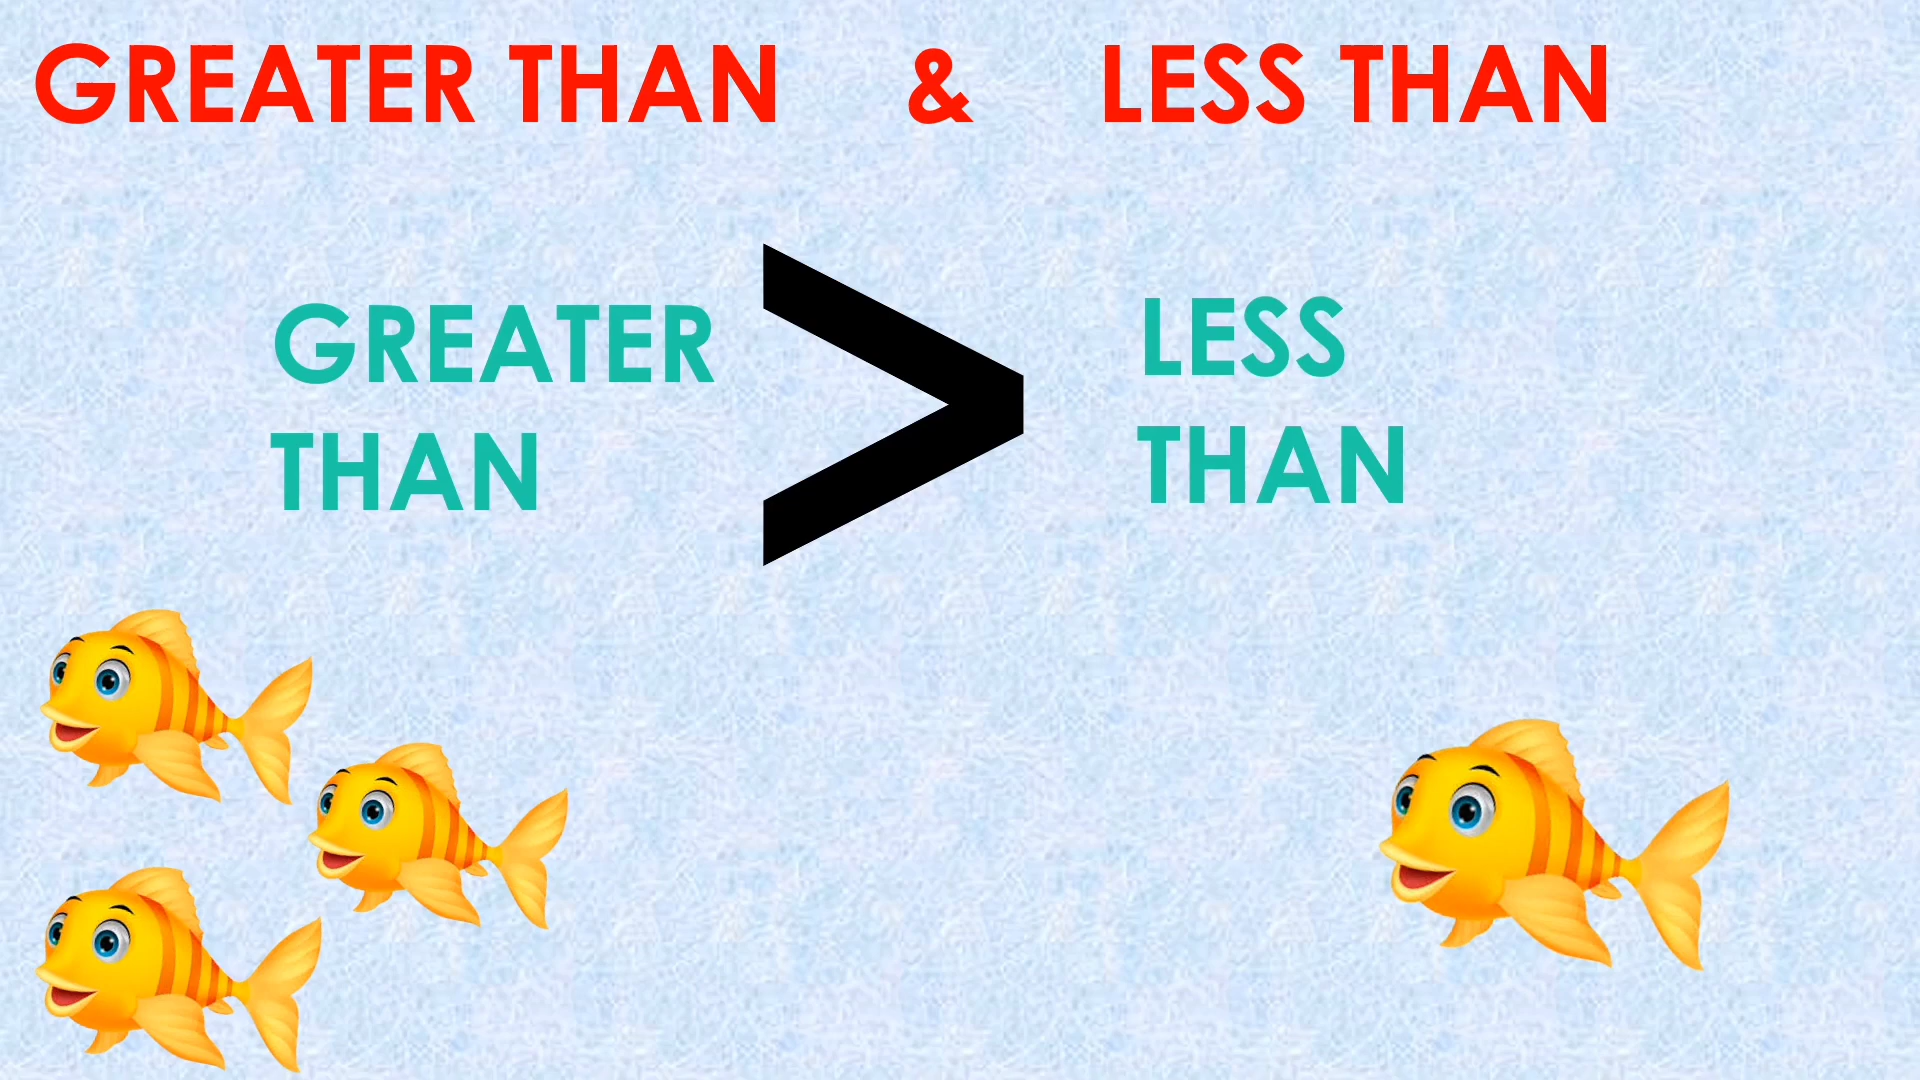 GREATER THAN & LESS THAN
GREATER
THAN
>
LESS
THAN